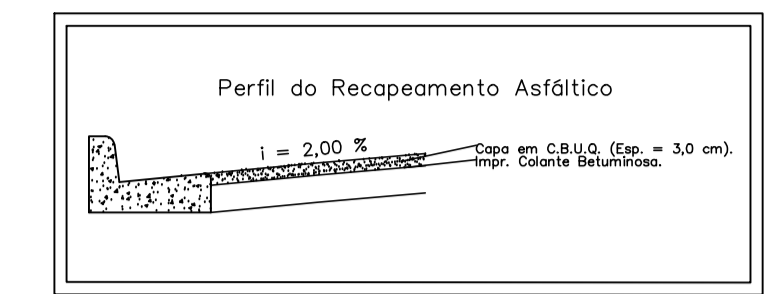 Perfil do Recapeamento Asfáltico
i = 2,00 %
Capa em C.B.U.Q. (Esp. = 3,0 cm).
Impr. Colante Betuminosa.